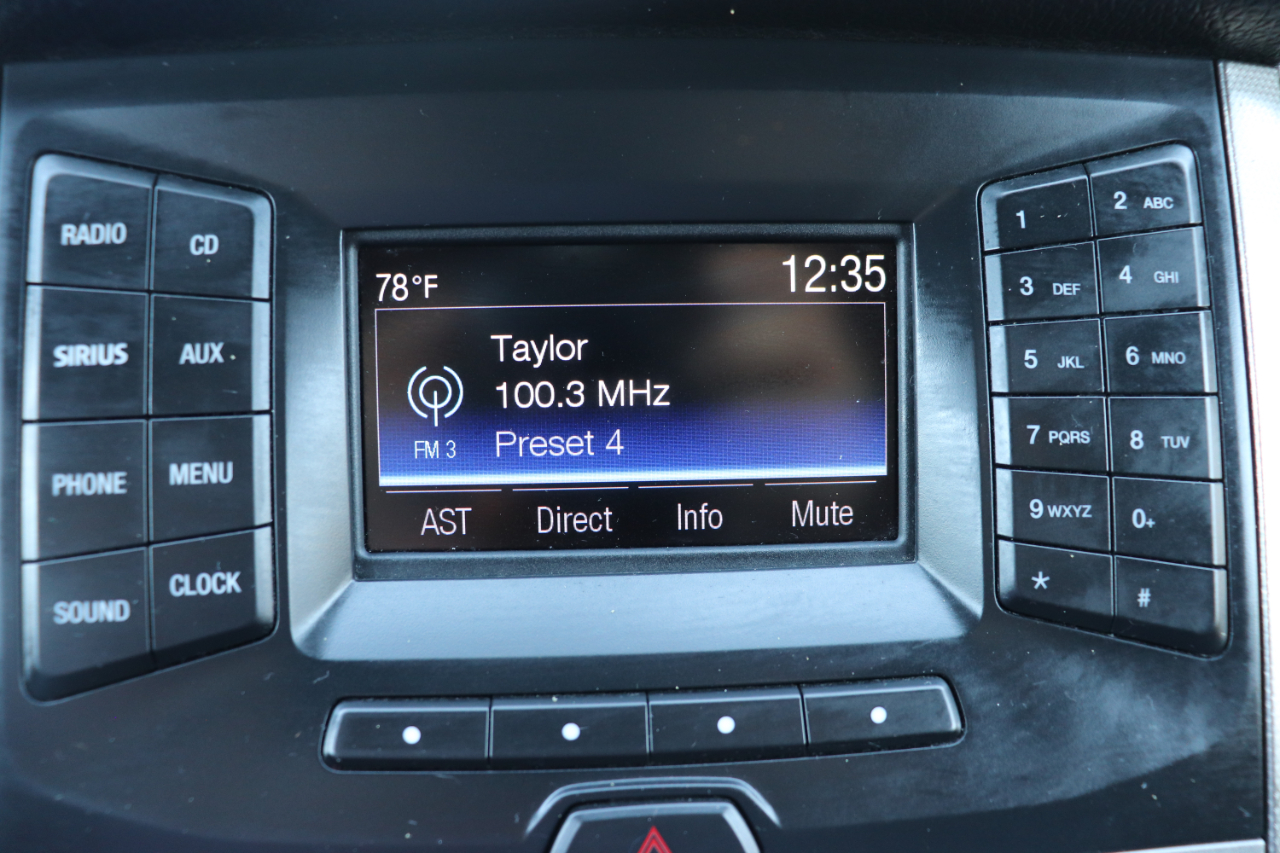 RADIO
CD
SIRIUS
AUX
PHONE
MENU
SOUND
CLOCK
78°F
12:35
Taylor
100.3 MHz
FM 3
Preset 4
AST
Direct
Info
Mute
1
2 ABC
3 DEF
4 GHI
5 JKL
6 MNO
7 PQRS
8 TUV
9 WXYZ
0+
*
#